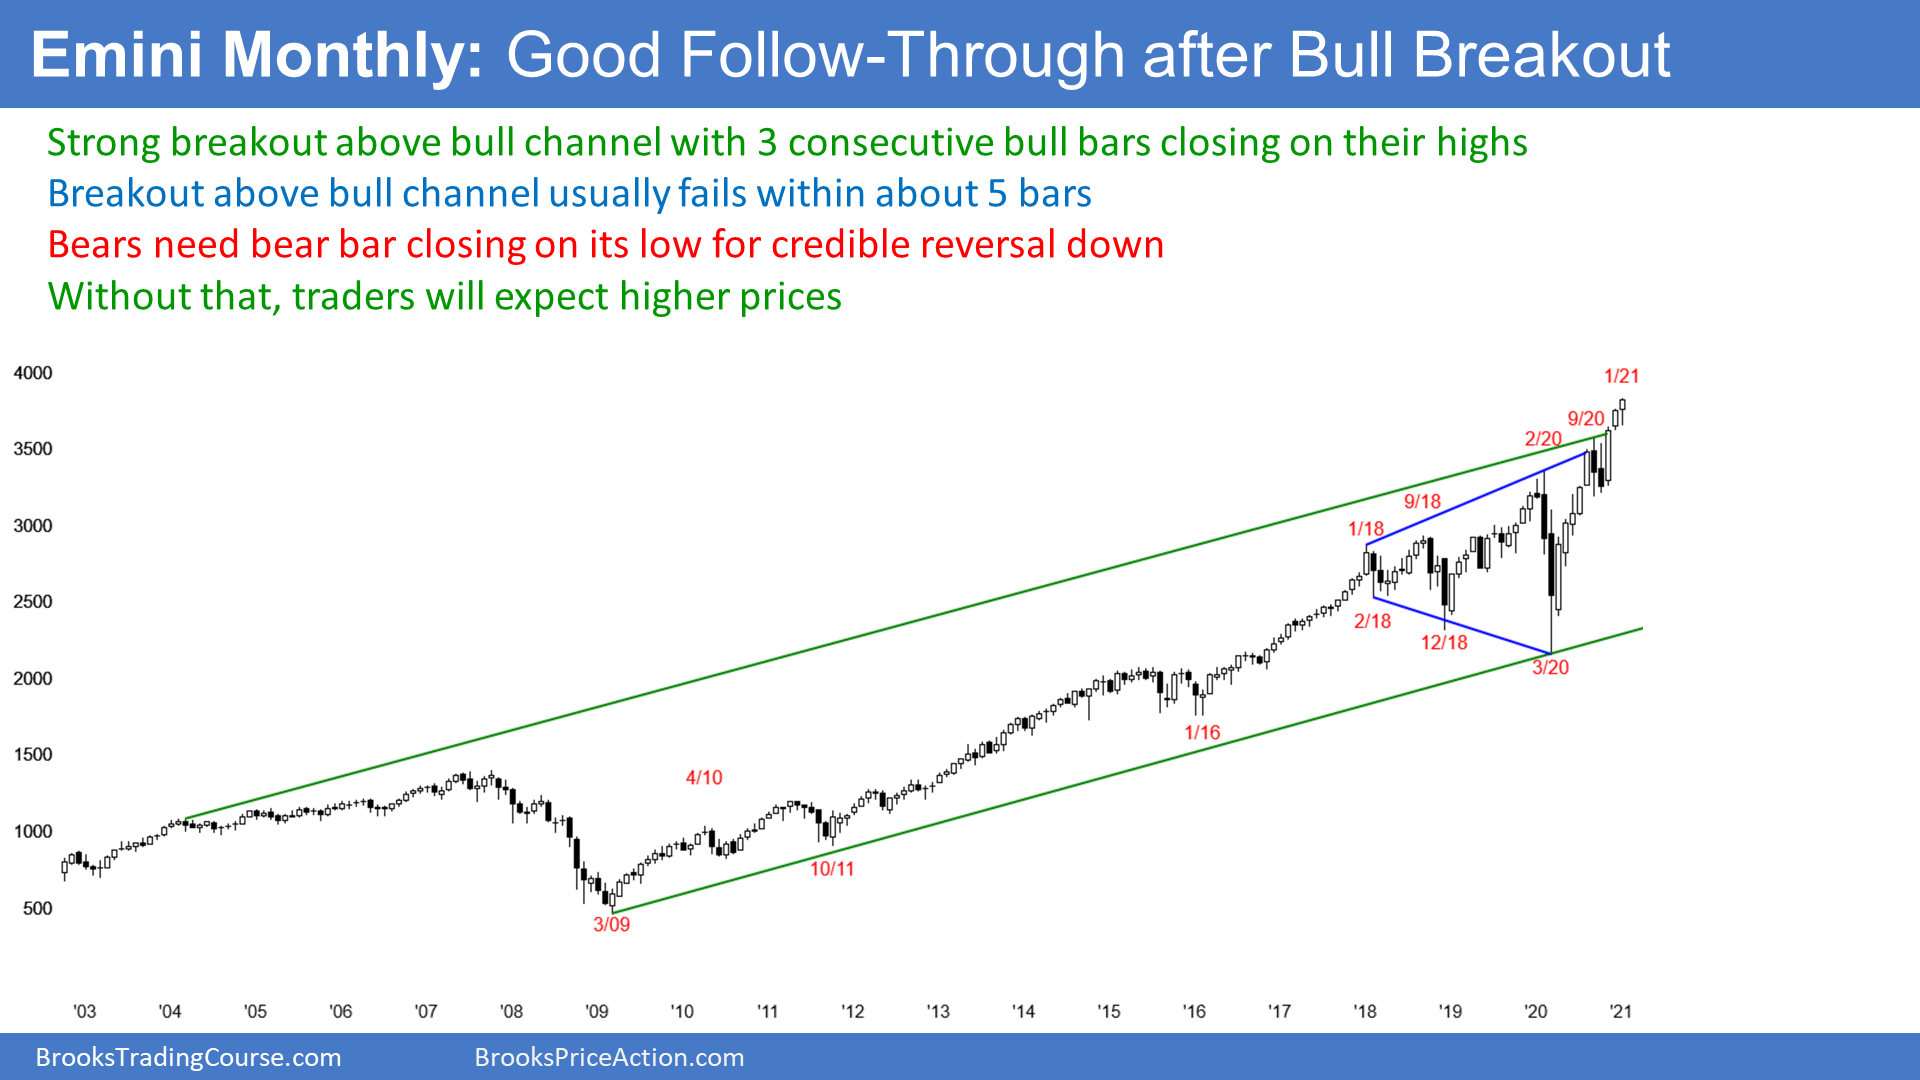 Emini Monthly: Good Follow-Through after Bull Breakout
Strong breakout above bull channel with 3 consecutive bull bars closing on their highs
Breakout above bull channel usually fails within about 5 bars
Bears need bear bar closing on its low for credible reversal down
Without that, traders will expect higher prices
4000
1/21
9/20
2/20
3500
9/18
3000
1/18
2500
2/18
12/18
3/20
2000
1/16
1500
4/10
1000
10/11
500
3/09
'03 '04 '05 '06 '07 '08 '09 '10 '11 '12 '13 '14 '15 '16 '17 '18 '19 '20 '21
BrooksTradingCourse.com BrooksPriceAction.com